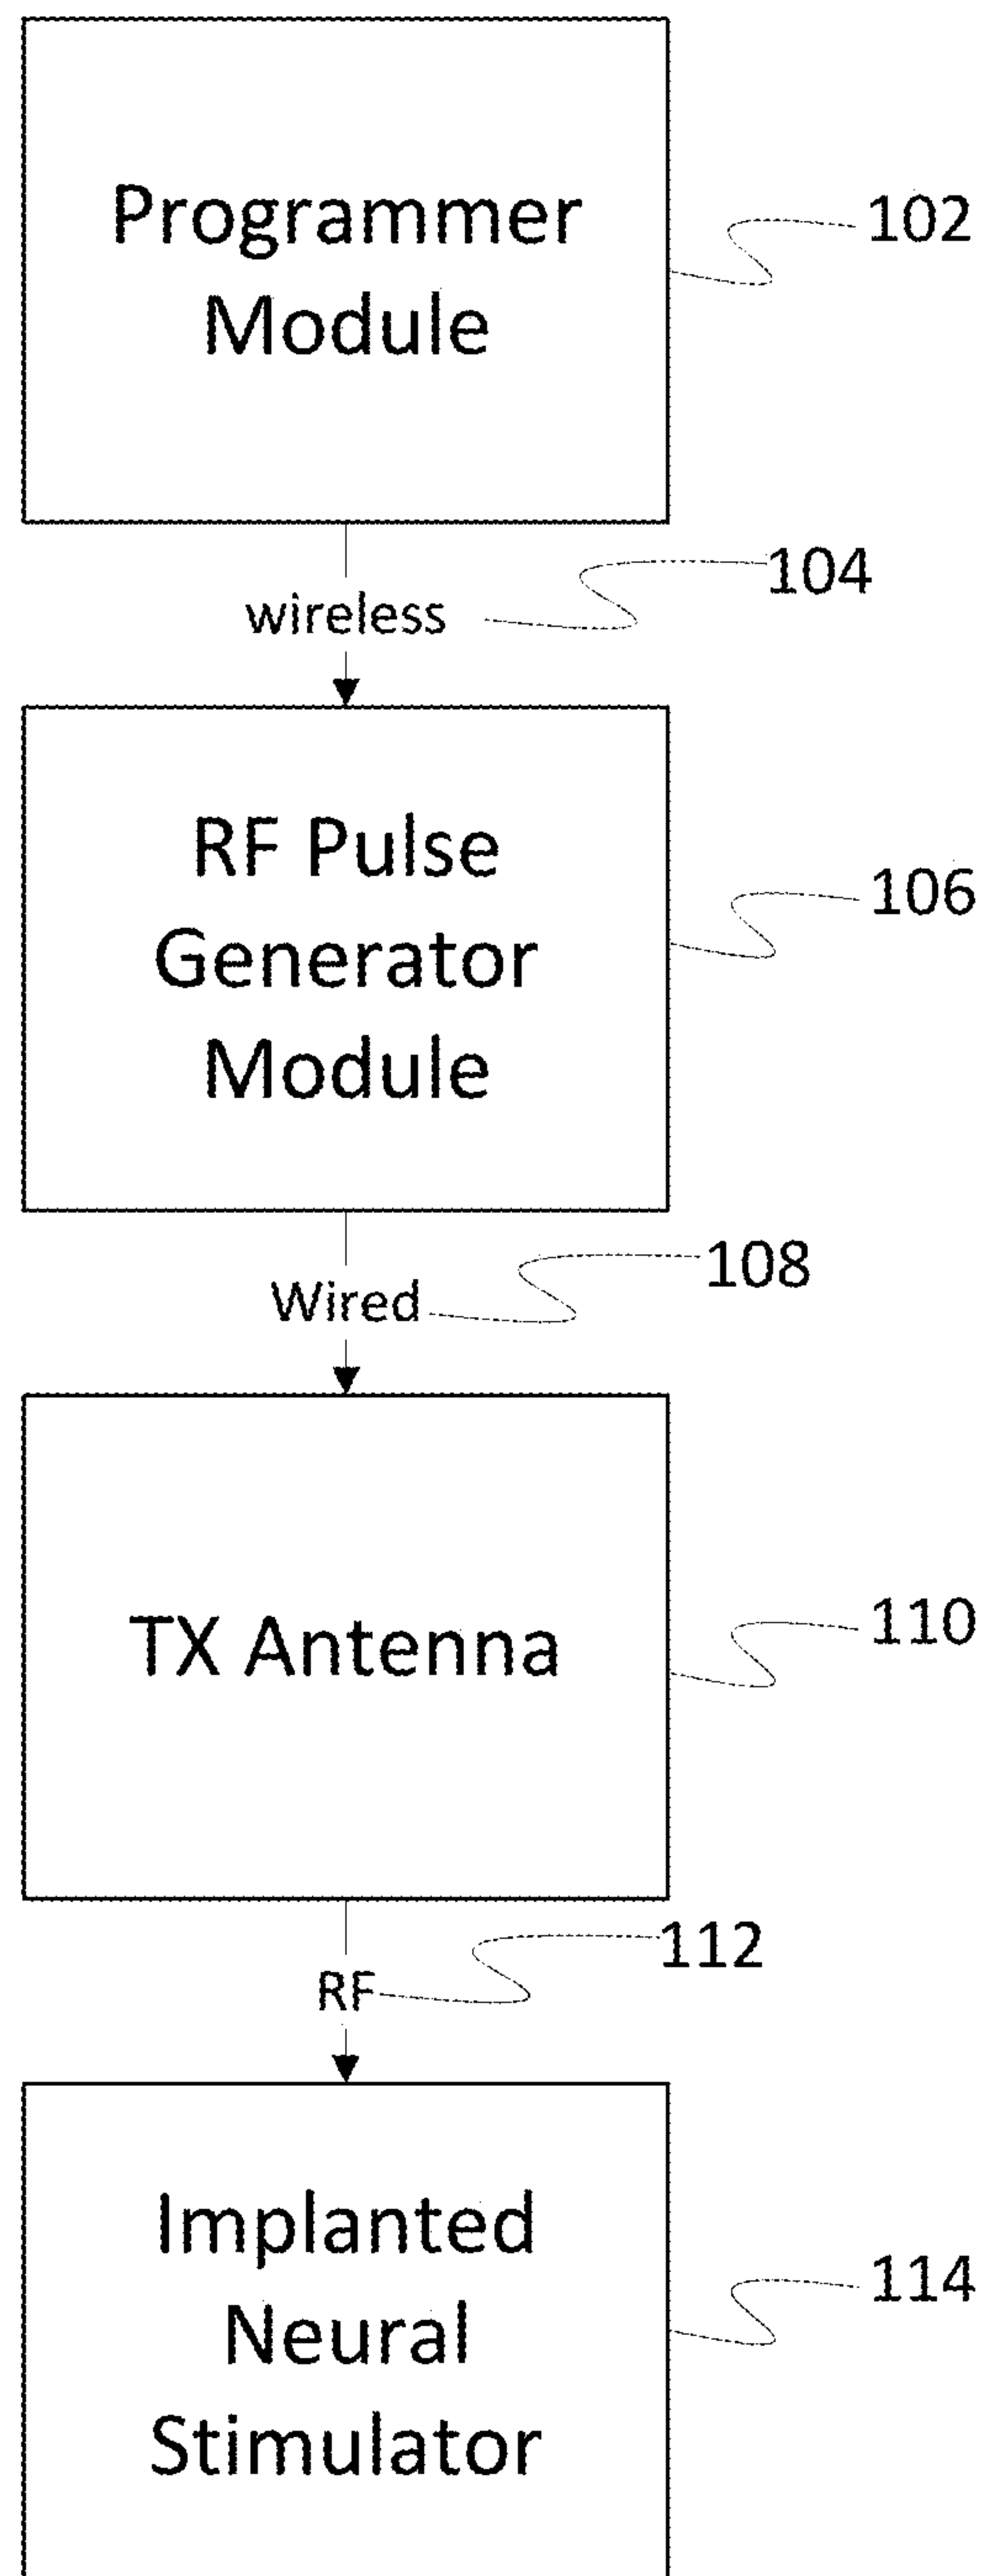 Programmer
Module
102
104
wireless
RF Pulse
Generator
Module
106
108
Wired
TX Antenna
110
112
RF
Implanted
Neural
Stimulator
114